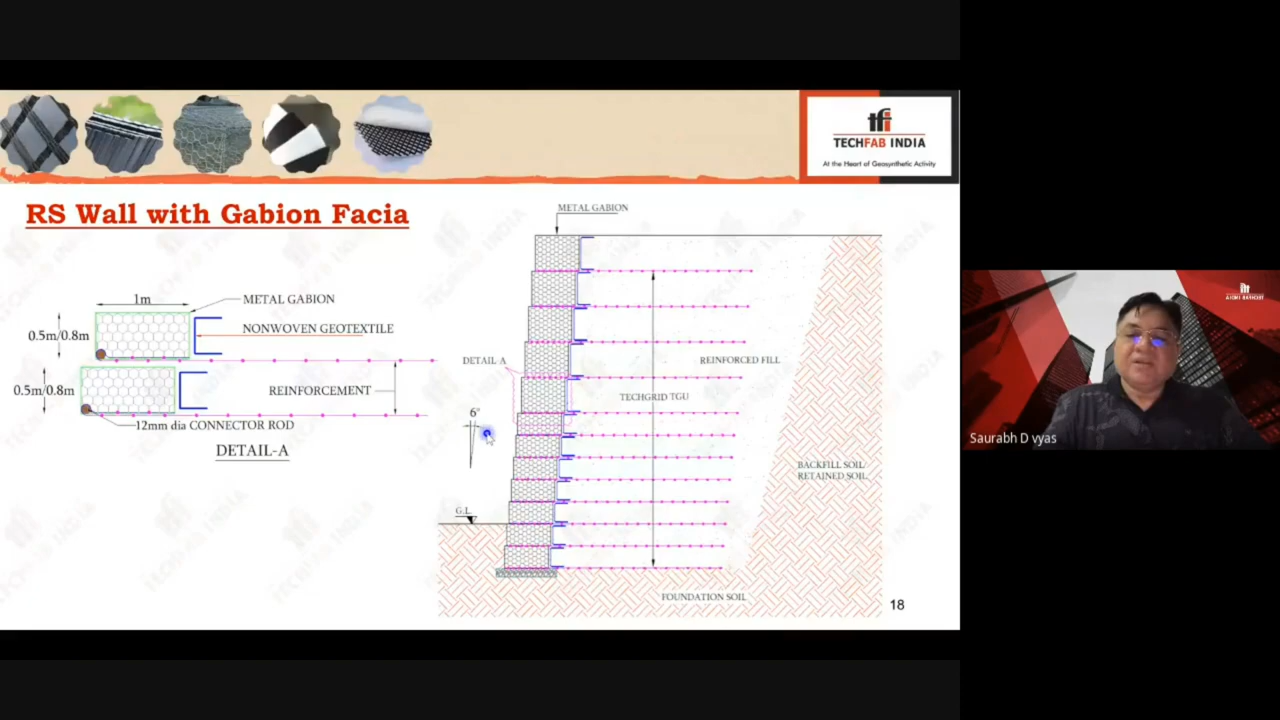 tfi
TECHFAB INDIA
At the Heart of Geosynthetic Activity
RS Wall with Gabion Facia
1m
METAL GABION
0.5m/0.8m
NONWOVEN GEOTEXTILE
0.5m/0.8m
REINFORCEMENT
12mm dia CONNECTOR ROD
DETAIL-A
METAL GABION
DETAIL-A
REINFORCED FILL
TECHGRID TGU
6°
BACKFILL SOIL/
RETAINED SOIL
G.L.
FOUNDATION SOIL
18
Saurabh D vyas